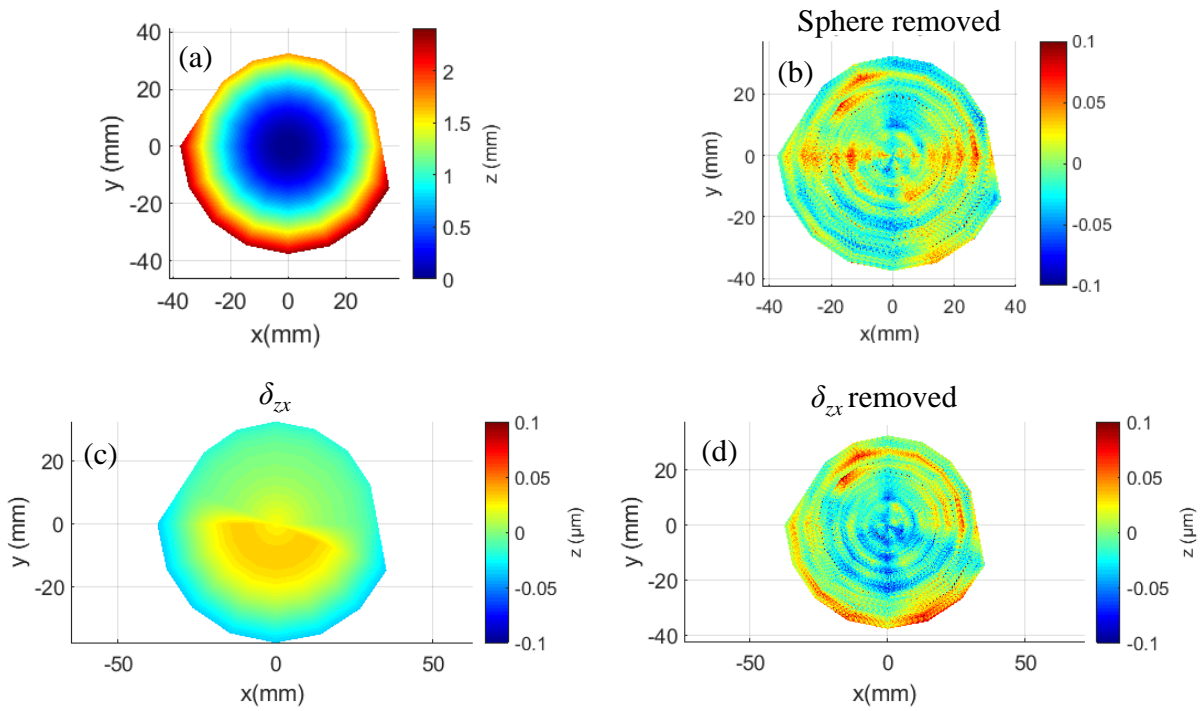 (a)
40
20
0
-20
-40
y (mm)
-40 -20 0 20
x(mm)
2
1.5
1
0.5
0
z (mm)
Sphere removed
(b)
20
0
-20
-40
y (mm)
-40 -20 0 20 40
x(mm)
0.1
0.05
0
-0.05
-0.1
δzx
(c)
20
0
-20
y (mm)
-50 0 50
x(mm)
0.1
0.05
0
-0.05
-0.1
z (μm)
δzx removed
(d)
20
0
-20
-40
y (mm)
-50 0 50
x(mm)
0.1
0.05
0
-0.05
-0.1
z (μm)